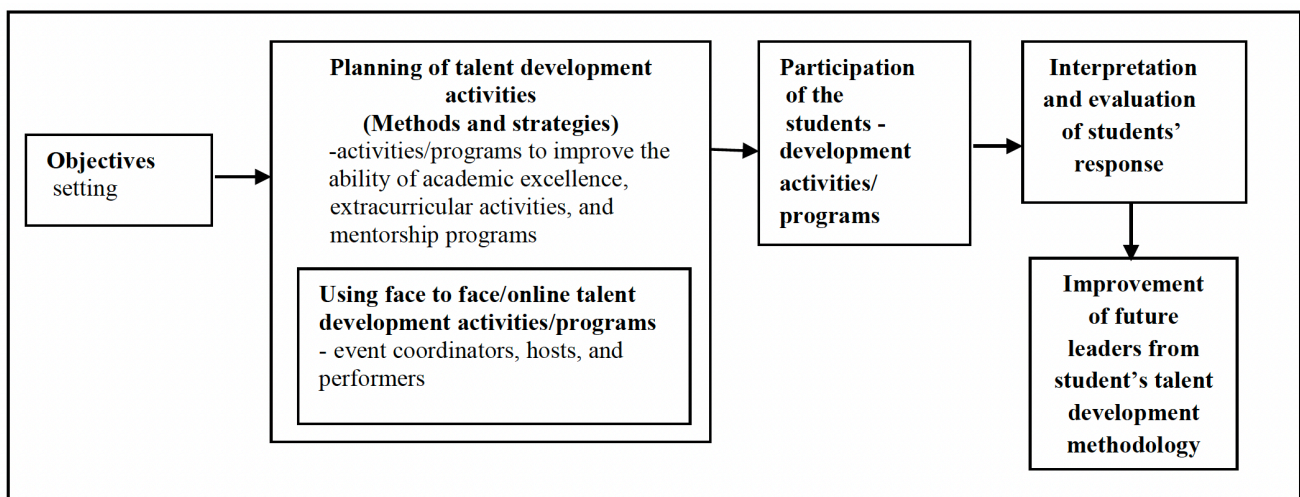 Objectives
setting
Planning of talent development
activities
(Methods and strategies)
-activities/programs to improve the
ability of academic excellence,
extracurricular activities, and
mentorship programs
Using face to face/online talent
development activities/programs
- event coordinators, hosts, and
performers
Participation
of the
students -
development
activities/
programs
Interpretation
and evaluation
of students’
response
Improvement
of future
leaders from
student’s talent
development
methodology